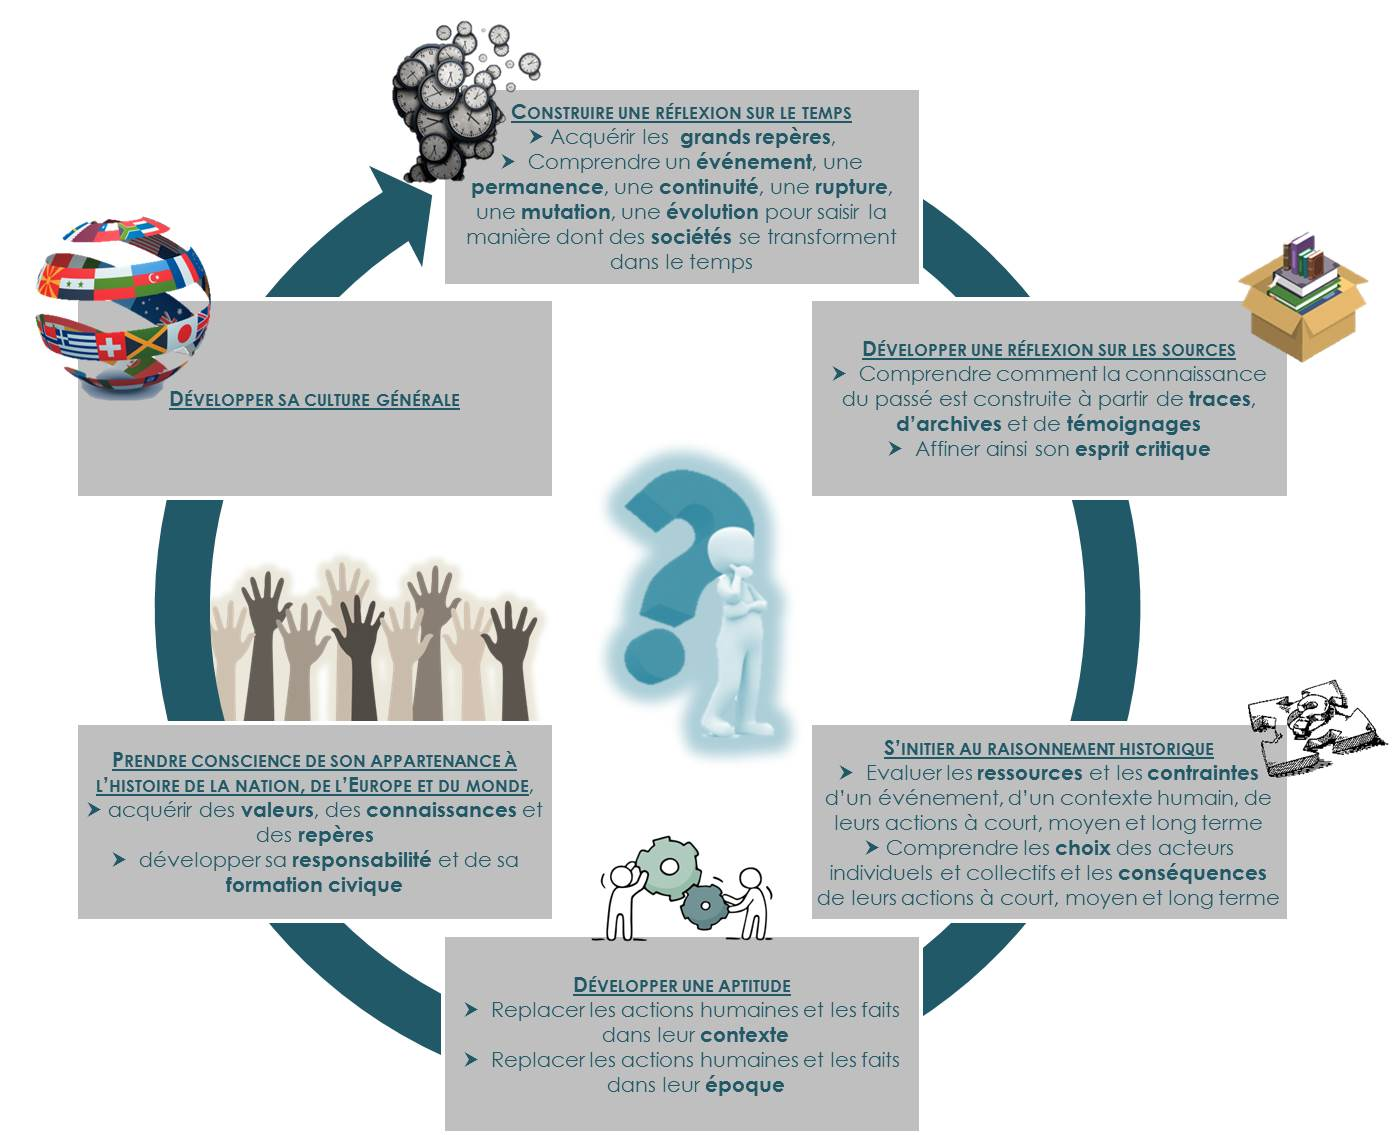 CONSTRUIRE UNE RÉFLEXION SUR LE TEMPS
➤ Acquérir les grands repères,
➤ Comprendre un événement, une
permanence, une continuité, une rupture,
une mutation, une évolution pour saisir la
manière dont des sociétés se transforment
dans le temps
DÉVELOPPER UNE RÉFLEXION SUR LES SOURCES
➤ Comprendre comment la connaissance
du passé est construite à partir de traces,
d’archives et de témoignages
➤ Affiner ainsi son esprit critique
S’INITIER AU RAISONNEMENT HISTORIQUE
➤ Evaluer les ressources et les contraintes
d’un événement, d’un contexte humain, de
leurs actions à court, moyen et long terme
➤ Comprendre les choix des acteurs
individuels et collectifs et les conséquences
de leurs actions à court, moyen et long terme
DÉVELOPPER UNE APTITUDE
➤ Replacer les actions humaines et les faits
dans leur contexte
➤ Replacer les actions humaines et les faits
dans leur époque
PRENDRE CONSCIENCE DE SON APPARTENANCE À
L’HISTOIRE DE LA NATION, DE L’EUROPE ET DU MONDE,
➤ acquérir des valeurs, des connaissances et
des repères
➤ développer sa responsabilité et de sa
formation civique
DÉVELOPPER SA CULTURE GÉNÉRALE